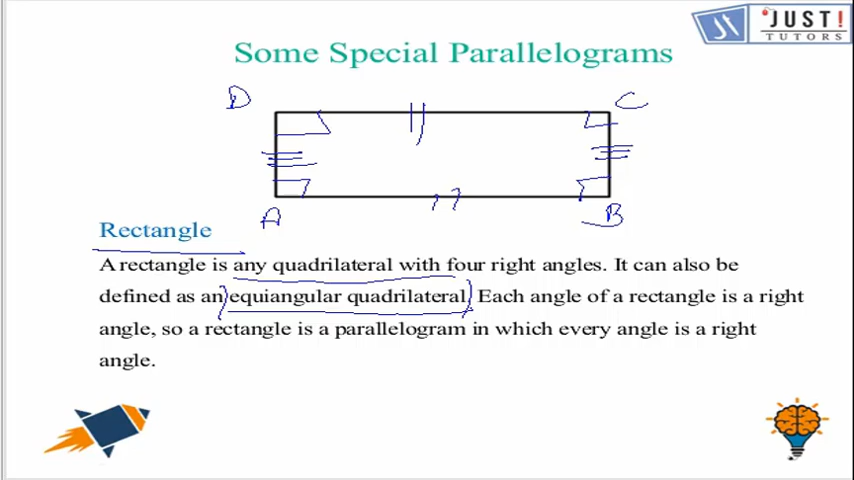 JUST!
TUTORS
Some Special Parallelograms
D
C
A
B
Rectangle
A rectangle is any quadrilateral with four right angles. It can also be
defined as an equiangular quadrilateral. Each angle of a rectangle is a right
angle, so a rectangle is a parallelogram in which every angle is a right
angle.